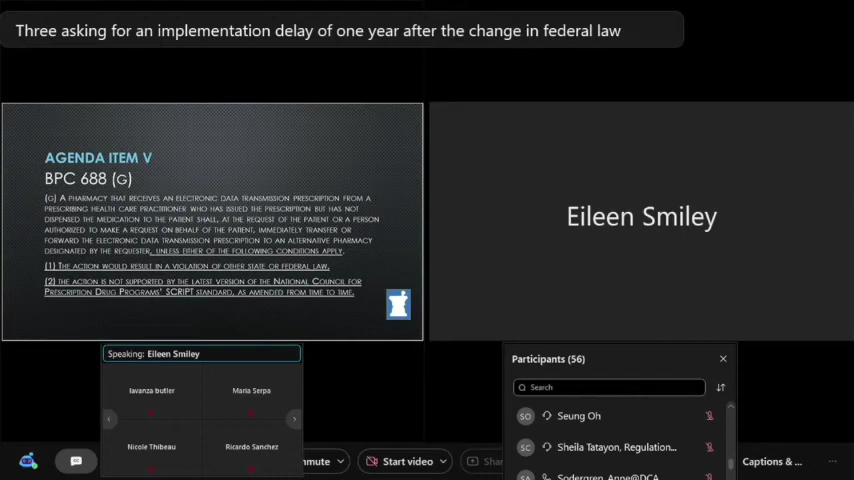 Three asking for an implementation delay of one year after the change in federal law
AGENDA ITEM V
BPC 688 (G)
(G) A PHARMACY THAT RECEIVES AN ELECTRONIC DATA TRANSMISSION PRESCRIPTION FROM A
PRESCRIBING HEALTH CARE PRACTITIONER WHO HAS ISSUED THE PRESCRIPTION BUT HAS NOT
DISPENSED THE MEDICATION TO THE PATIENT SHALL, AT THE REQUEST OF THE PATIENT OR A PERSON
AUTHORIZED TO MAKE A REQUEST ON BEHALF OF THE PATIENT, IMMEDIATELY TRANSFER OR
FORWARD THE ELECTRONIC DATA TRANSMISSION PRESCRIPTION TO AN ALTERNATIVE PHARMACY
DESIGNATED BY THE REQUESTER, UNLESS EITHER OF THE FOLLOWING CONDITIONS APPLY.
(1) THE ACTION WOULD RESULT IN A VIOLATION OF OTHER STATE OR FEDERAL LAW.
(2) THE ACTION IS NOT SUPPORTED BY THE LATEST VERSION OF THE NATIONAL COUNCIL FOR
PRESCRIPTION DRUG PROGRAMS' SCRIPT STANDARD, AS AMENDED FROM TIME TO TIME.
Eileen Smiley
Speaking: Eileen Smiley
lavanza butler
Maria Serpa
Nicole Thibeau
Ricardo Sanchez
Participants (56)
Search
SO Seung Oh
SC Sheila Tatayon, Regulation...
SA Sodergren, Anne@DCA
mute
Start video
Shar
Captions & ...